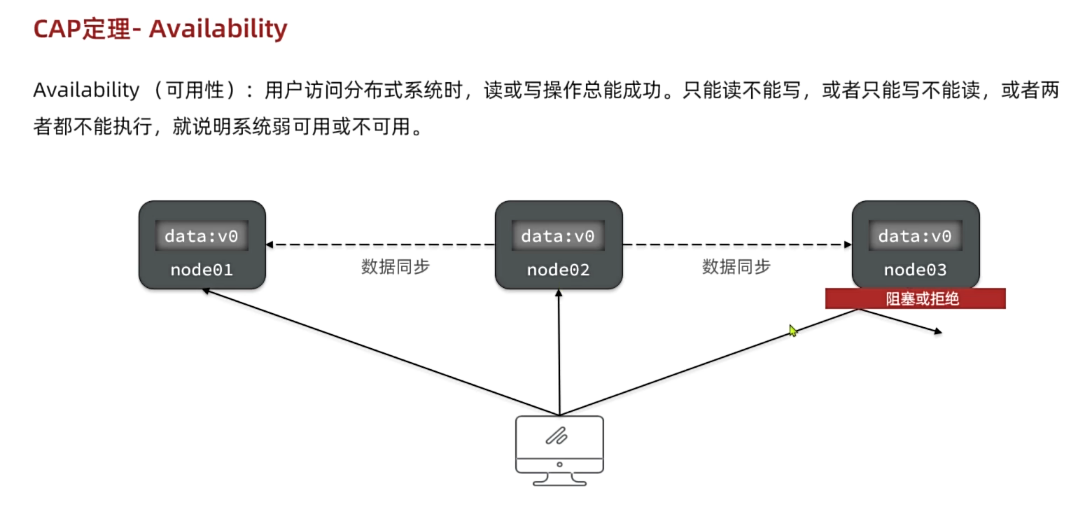 CAP定理- Availability
Availability （可用性）：用户访问分布式系统时，读或写操作总能成功。只能读不能写，或者只能写不能读，或者两
者都不能执行，就说明系统弱可用或不可用。
data:v0
node01
数据同步
data:v0
node02
数据同步
data:v0
node03
阻塞或拒绝